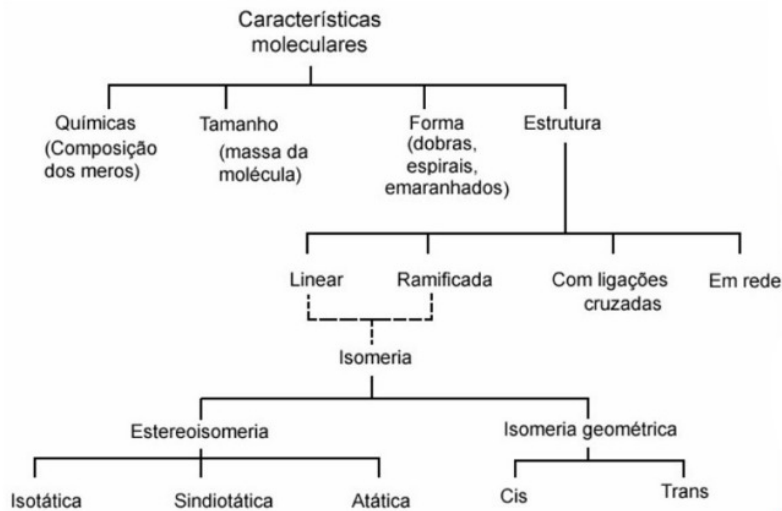 Características
moleculares
Químicas
(Composição
dos meros)
Tamanho
(massa da
molécula)
Forma
(dobras,
espirais,
emaranhados)
Estrutura
Linear
Ramificada
Com ligações
cruzadas
Em rede
Isomeria
Estereoisomeria
Isomeria geométrica
Isotática
Sindiotática
Atática
Cis
Trans